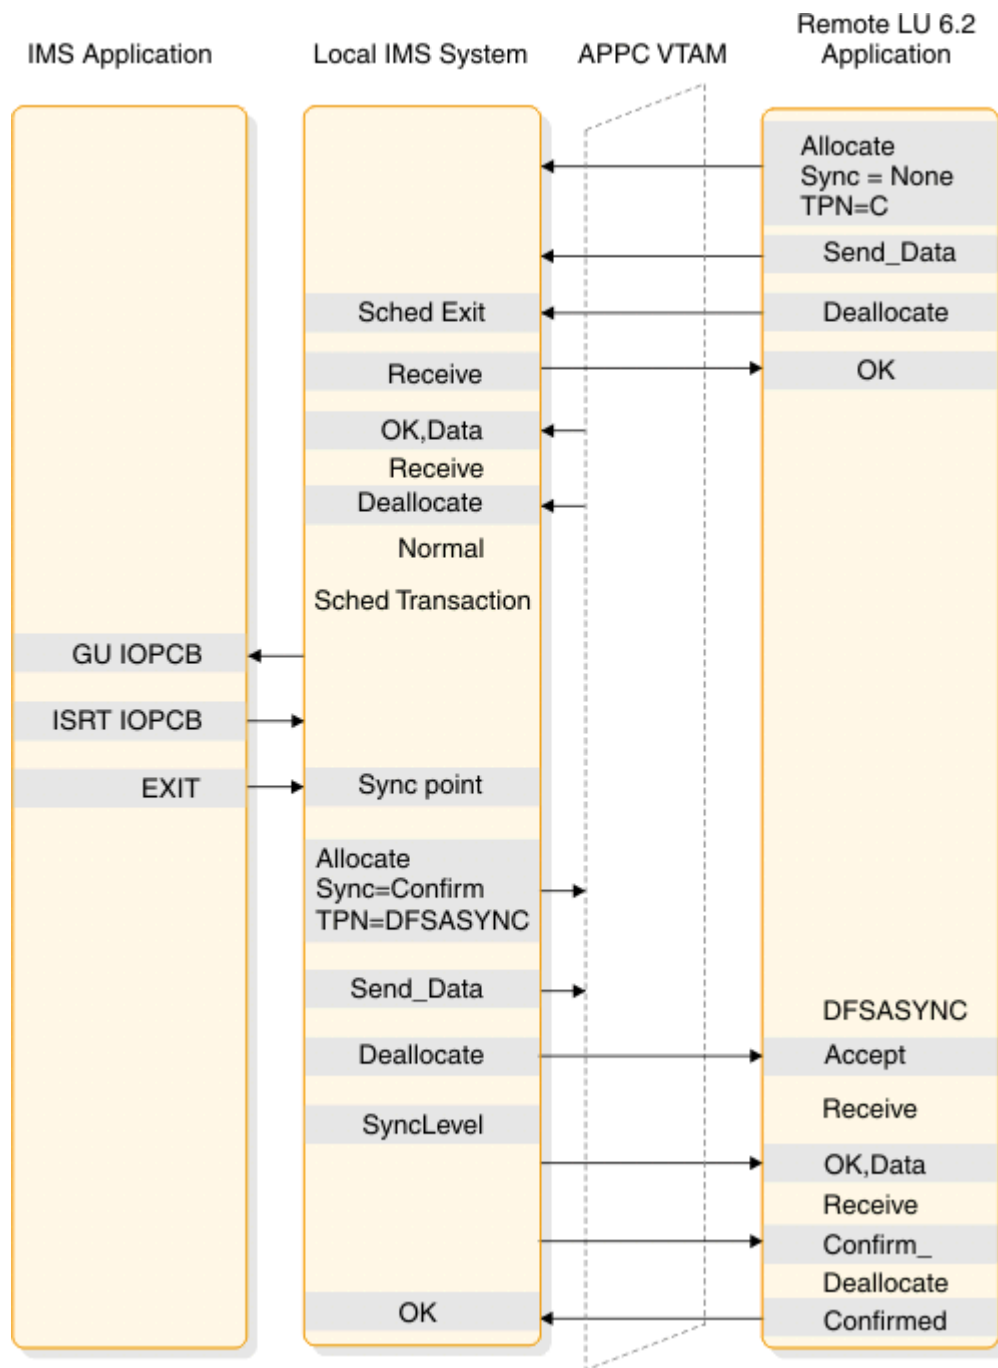 IMS Application
Local IMS System
APPC VTAM
Remote LU 6.2
Application
Allocate
Sync = None
TPN=C
Send_Data
Sched Exit
Deallocate
Receive
OK
OK,Data
Receive
Deallocate
Normal
Sched Transaction
GU IOPCB
ISRT IOPCB
EXIT
Sync point
Allocate
Sync=Confirm
TPN=DFSASYNC
Send_Data
DFSASYNC
Deallocate
Accept
Receive
SyncLevel
OK,Data
Receive
Confirm_
Deallocate
OK
Confirmed